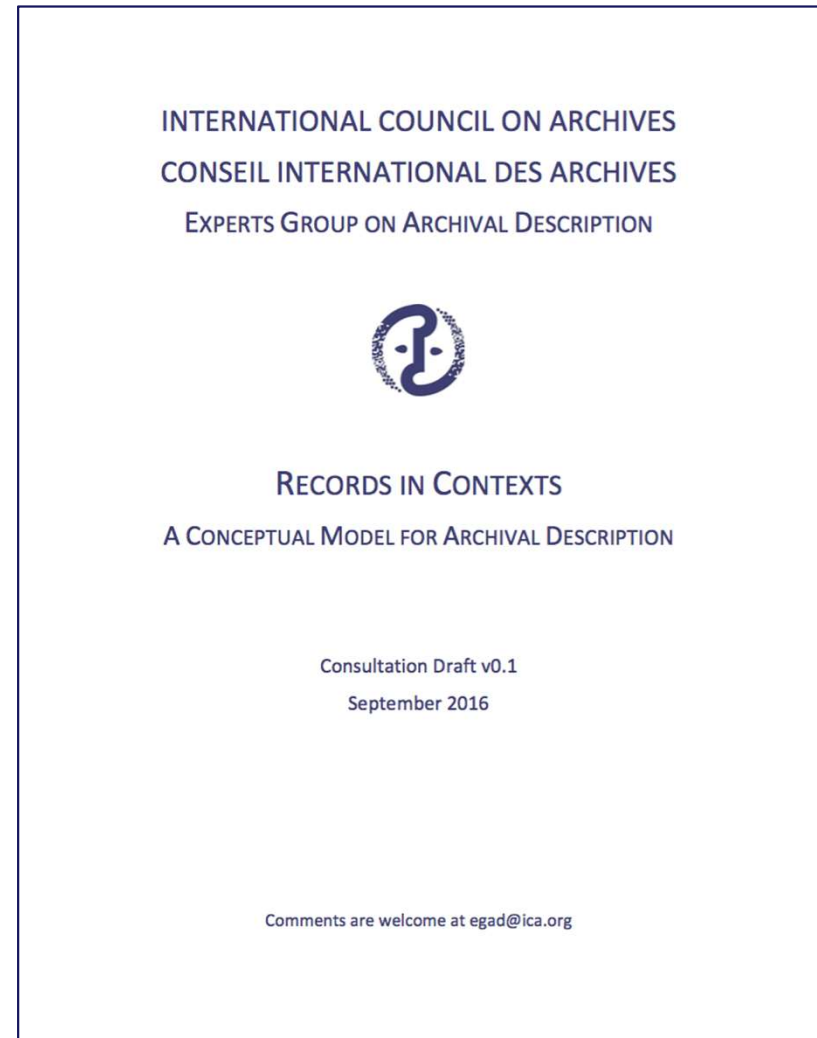 INTERNATIONAL COUNCIL ON ARCHIVES
CONSEIL INTERNATIONAL DES ARCHIVES
EXPERTS GROUP ON ARCHIVAL DESCRIPTION
RECORDS IN CONTEXTS
A CONCEPTUAL MODEL FOR ARCHIVAL DESCRIPTION
Consultation Draft v0.1
September 2016
Comments are welcome at egad@ica.org